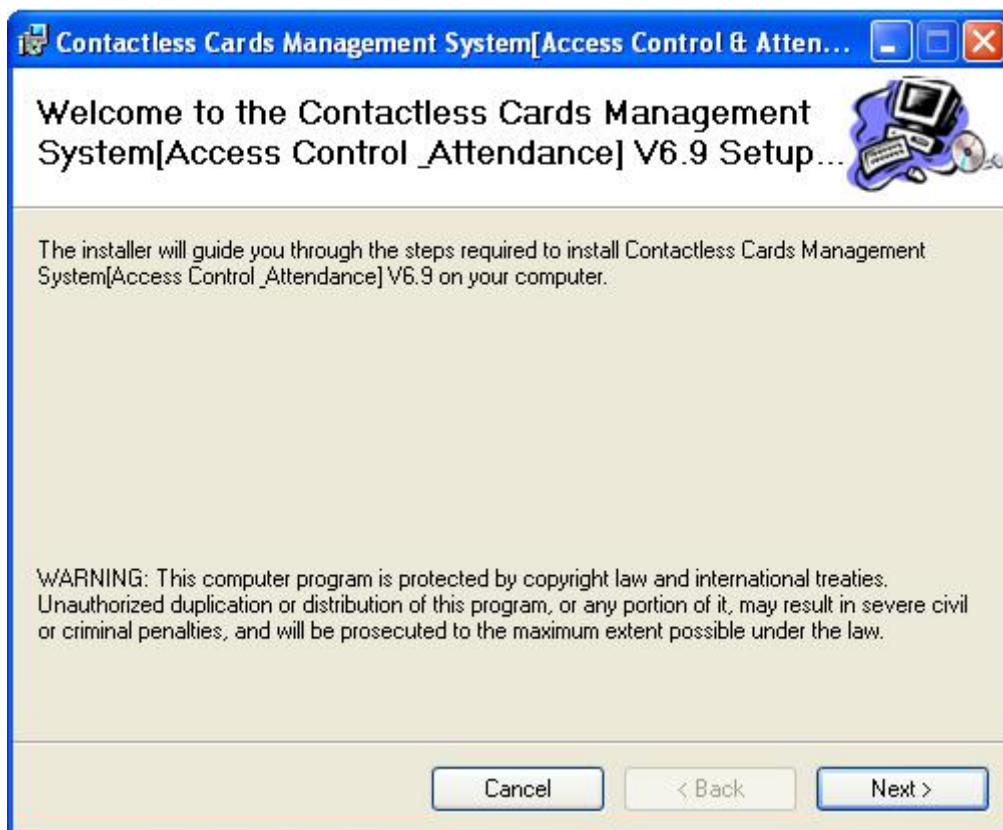 Contactless Cards Management System[Access Control & Atten...
Welcome to the Contactless Cards Management
System[Access Control _Attendance] V6.9 Setup...
The installer will guide you through the steps required to install Contactless Cards Management
System[Access Control _Attendance] V6.9 on your computer.
WARNING: This computer program is protected by copyright law and international treaties.
Unauthorized duplication or distribution of this program, or any portion of it, may result in severe civil
or criminal penalties, and will be prosecuted to the maximum extent possible under the law.
Cancel
< Back
Next >